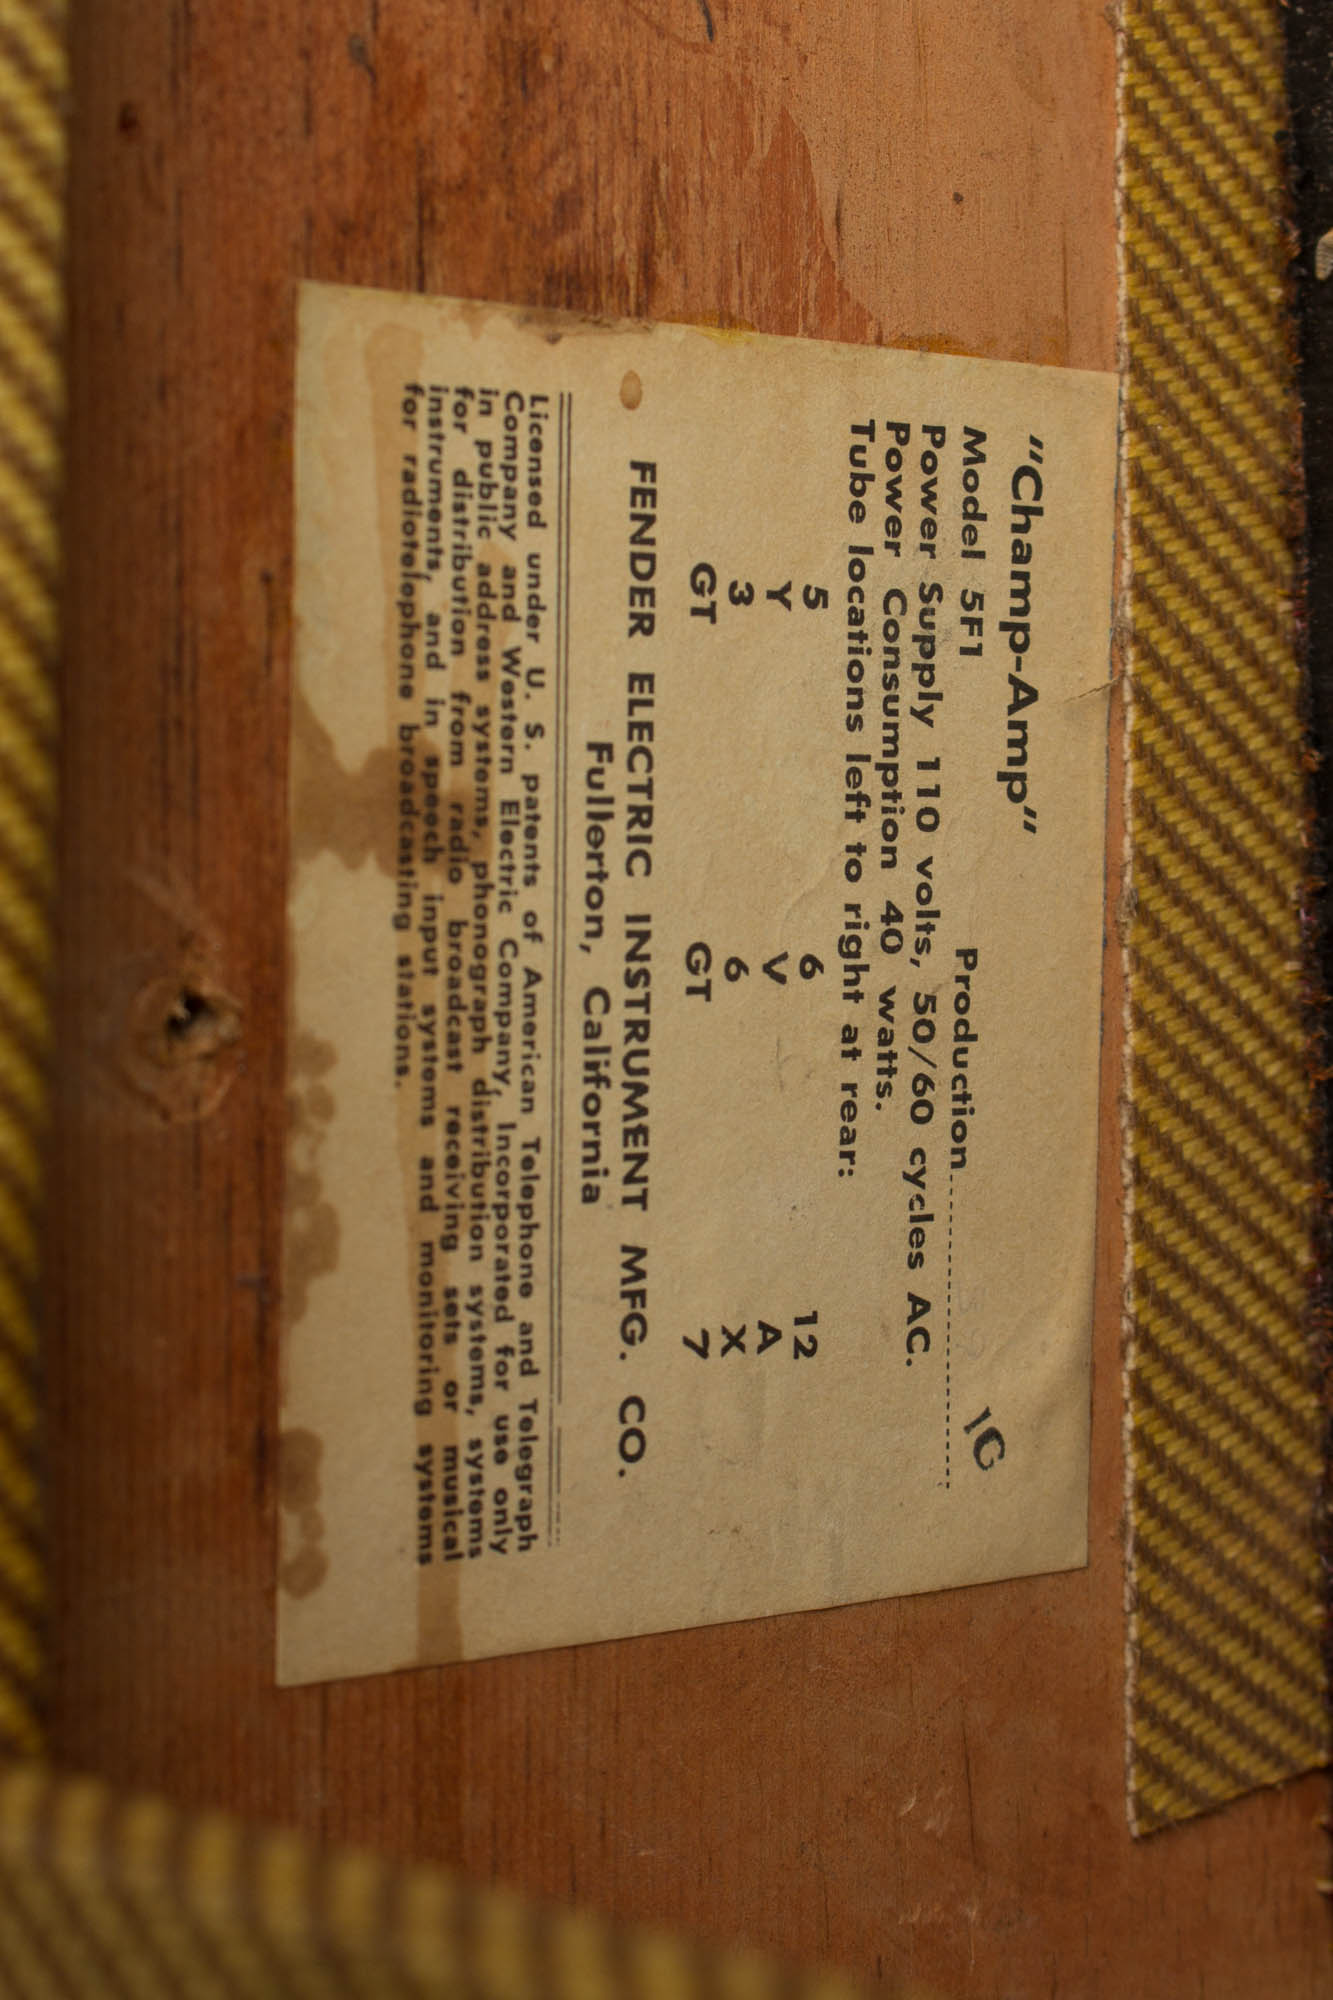 "Champ-Amp"
Model 5F1 Production
Power Supply 110 volts, 50/60 cycles AC.
Power Consumption 40 watts.
Tube locations left to right at rear:
5 6 12
Y V A
3 6 X
GT GT 7
FENDER ELECTRIC INSTRUMENT MFG. CO.
Fullerton, California
Licensed under U. S. patents of American Telephone and Telegraph
Company and Western Electric Company, Incorporated for use only
in public address systems, phonograph distribution systems, systems
for distribution from radio broadcast receiving sets or musical
instruments, and in speech input systems and monitoring systems
for radiotelephone broadcasting stations.